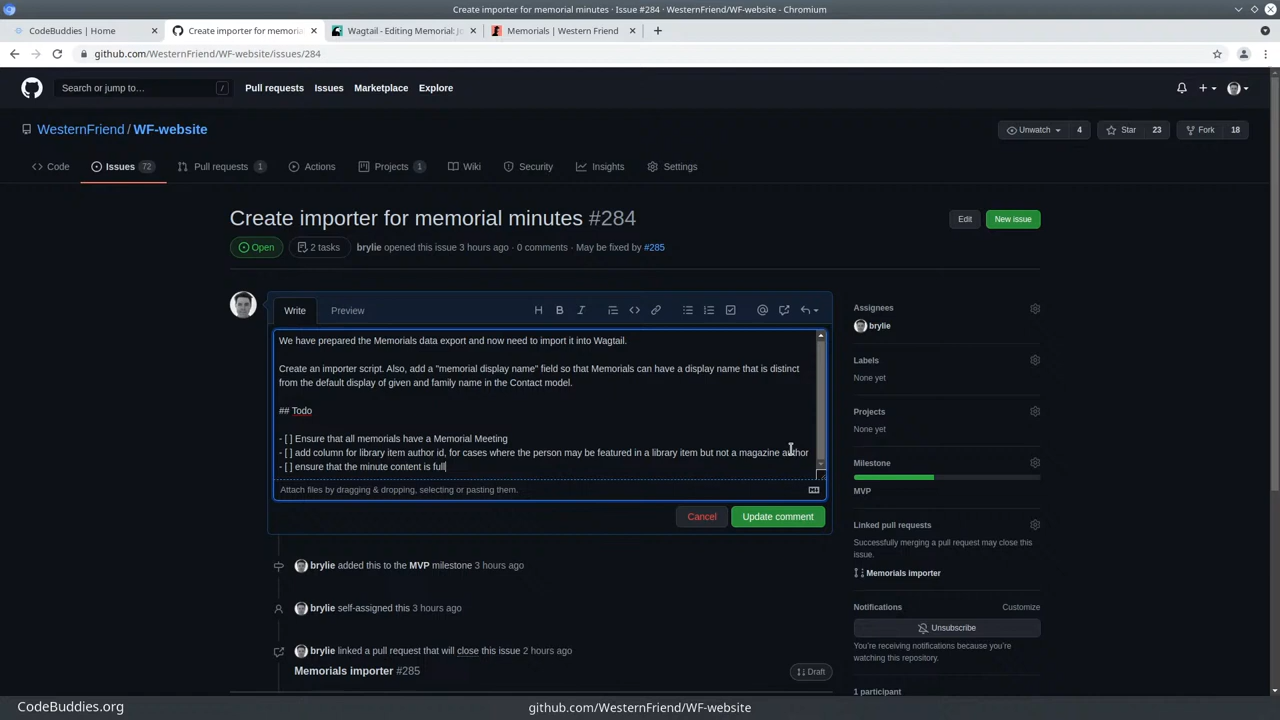 Create importer for memorial minutes · Issue #284 · WesternFriend/WF-website - Chromium
CodeBuddies | Home
Create importer for memoria
Wagtail - Editing Memorial: Jo
Memorials | Western Friend
github.com/WesternFriend/WF-website/issues/284
Search or jump to…
/
Pull requests
Issues
Marketplace
Explore
WesternFriend / WF-website
Unwatch 4
Star 23
Fork 18
Code
Issues 72
Pull requests 1
Actions
Projects 1
Wiki
Security
Insights
Settings
Create importer for memorial minutes #284
Edit
New issue
Open
2 tasks
brylie opened this issue 3 hours ago · 0 comments · May be fixed by #285
Write
Preview
We have prepared the Memorials data export and now need to import it into Wagtail.
Create an importer script. Also, add a "memorial display name" field so that Memorials can have a display name that is distinct
from the default display of given and family name in the Contact model.
## Todo
- [ ] Ensure that all memorials have a Memorial Meeting
- [ ] add column for library item author id, for cases where the person may be featured in a library item but not a magazine author
- [ ] ensure that the minute content is full
Attach files by dragging & dropping, selecting or pasting them.
Cancel
Update comment
Assignees
brylie
Labels
None yet
Projects
None yet
Milestone
MVP
Linked pull requests
Successfully merging a pull request may close this
issue.
Memorials importer
Notifications
Customize
Unsubscribe
You're receiving notifications because you're
watching this repository.
1 participant
brylie added this to the MVP milestone 3 hours ago
brylie self-assigned this 3 hours ago
brylie linked a pull request that will close this issue 2 hours ago
Memorials importer #285
Draft
CodeBuddies.org
github.com/WesternFriend/WF-website